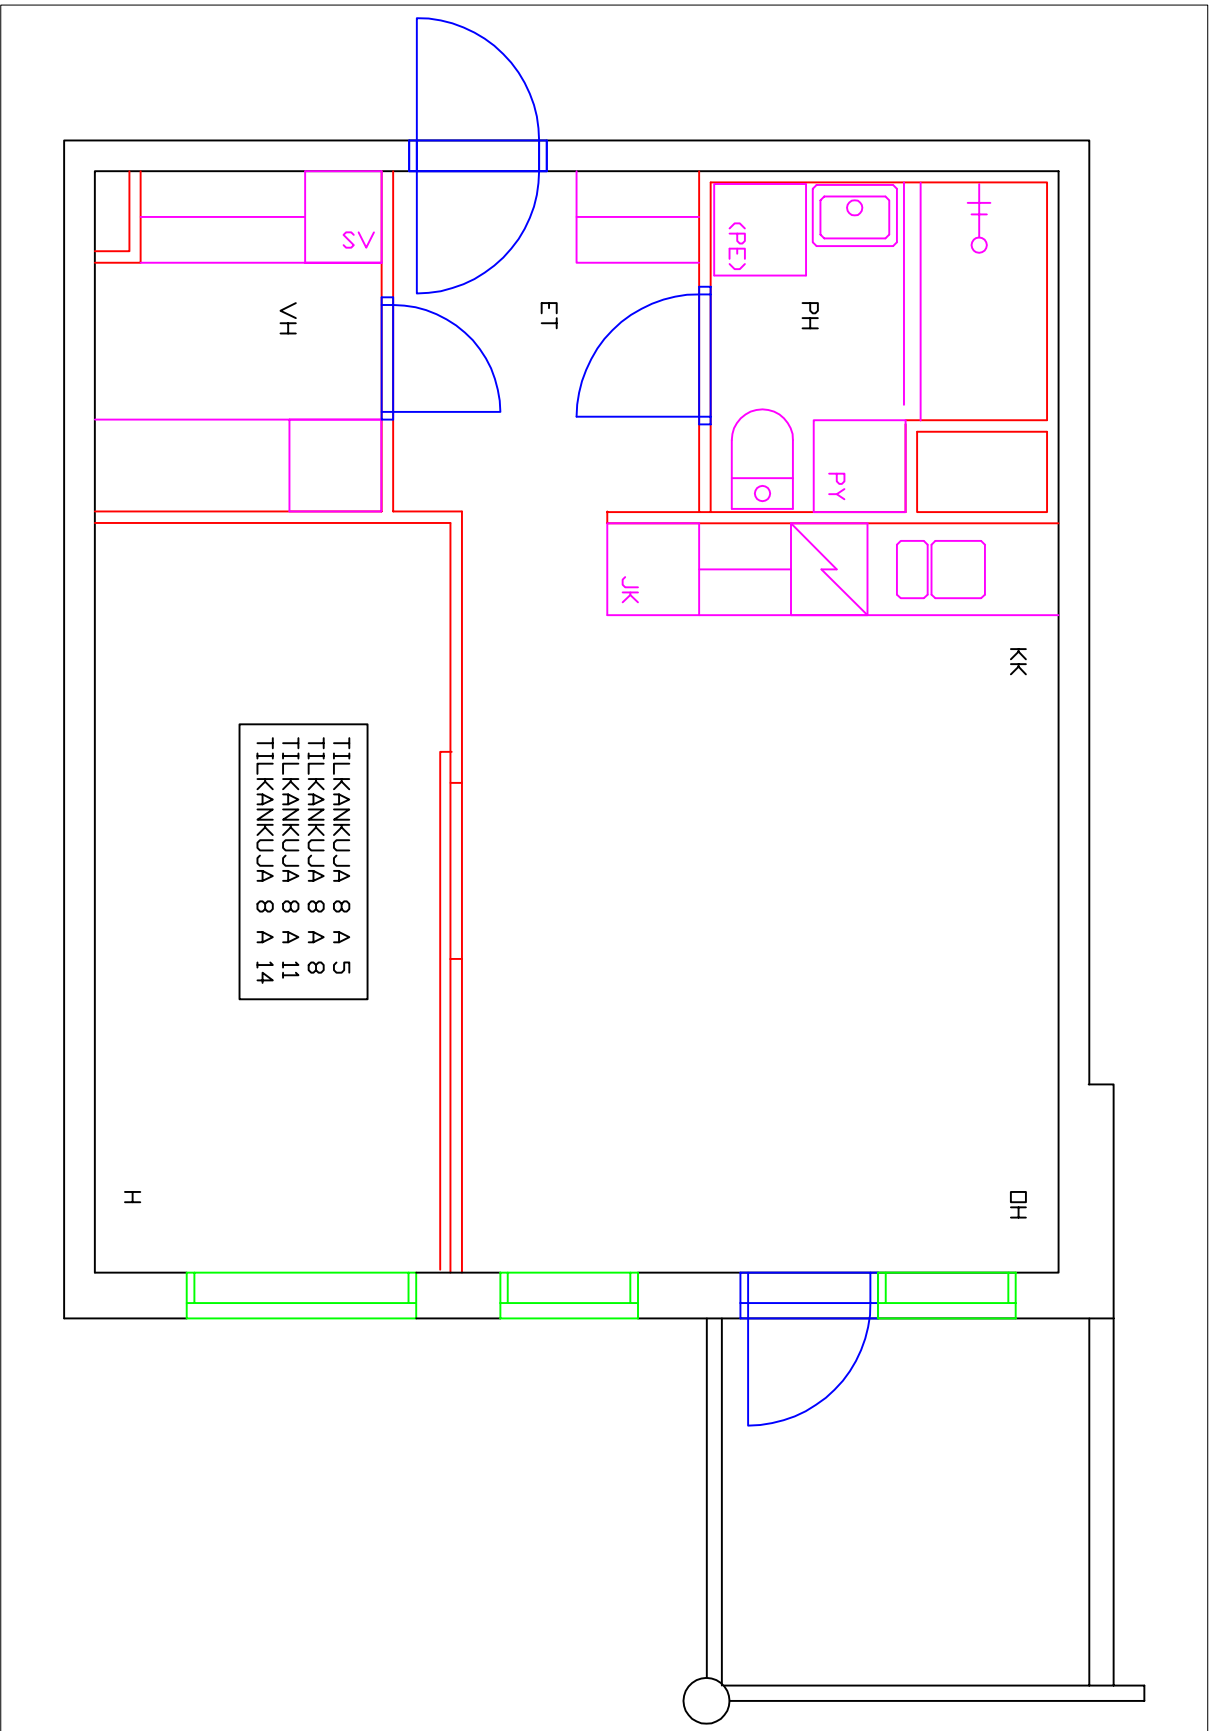 SV
(PE)
VH
ET
PH
PY
JK
KK
TILKANKUJA 8 A 5
TILKANKUJA 8 A 8
TILKANKUJA 8 A 11
TILKANKUJA 8 A 14
H
OH